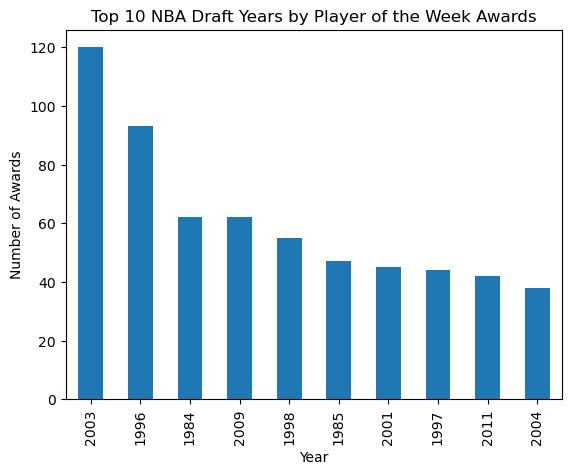 Top 10 NBA Draft Years by Player of the Week Awards
Number of Awards
120
100
80
60
40
20
0
2003 1996 1984 2009 1998 1985 2001 1997 2011 2004
Year